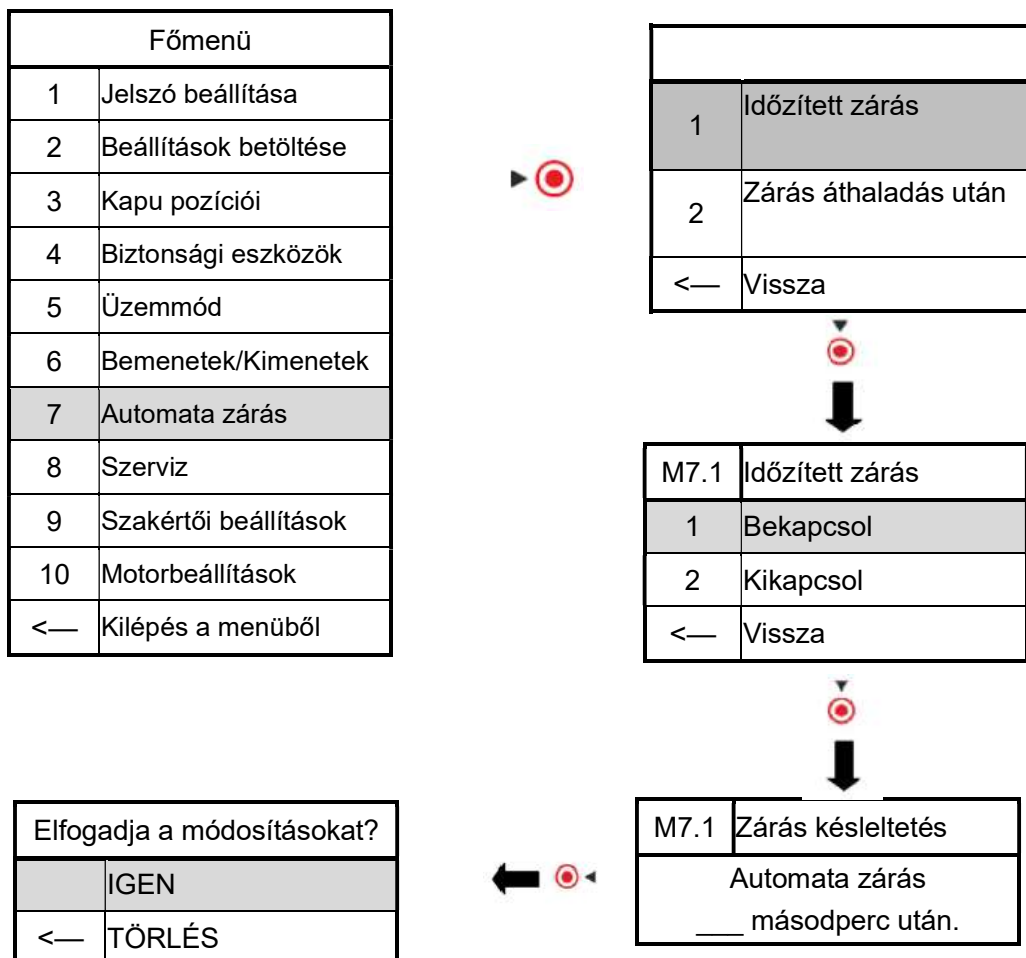 Főmenü
1 Jelszó beállítása
2 Beállítások betöltése
3 Kapu pozíciói
4 Biztonsági eszközök
5 Üzemmód
6 Bemenetek/Kimenetek
7 Automata zárás
8 Szerviz
9 Szakértői beállítások
10 Motorbeállítások
<— Kilépés a menüből
1 Időzített zárás
2 Zárás áthaladás után
<— Vissza
M7.1 Időzített zárás
1 Bekapcsol
2 Kikapcsol
<— Vissza
M7.1 Zárás késleltetés
Automata zárás
___ másodperc után.
Elfogadja a módosításokat?
IGEN
<— TÖRLÉS